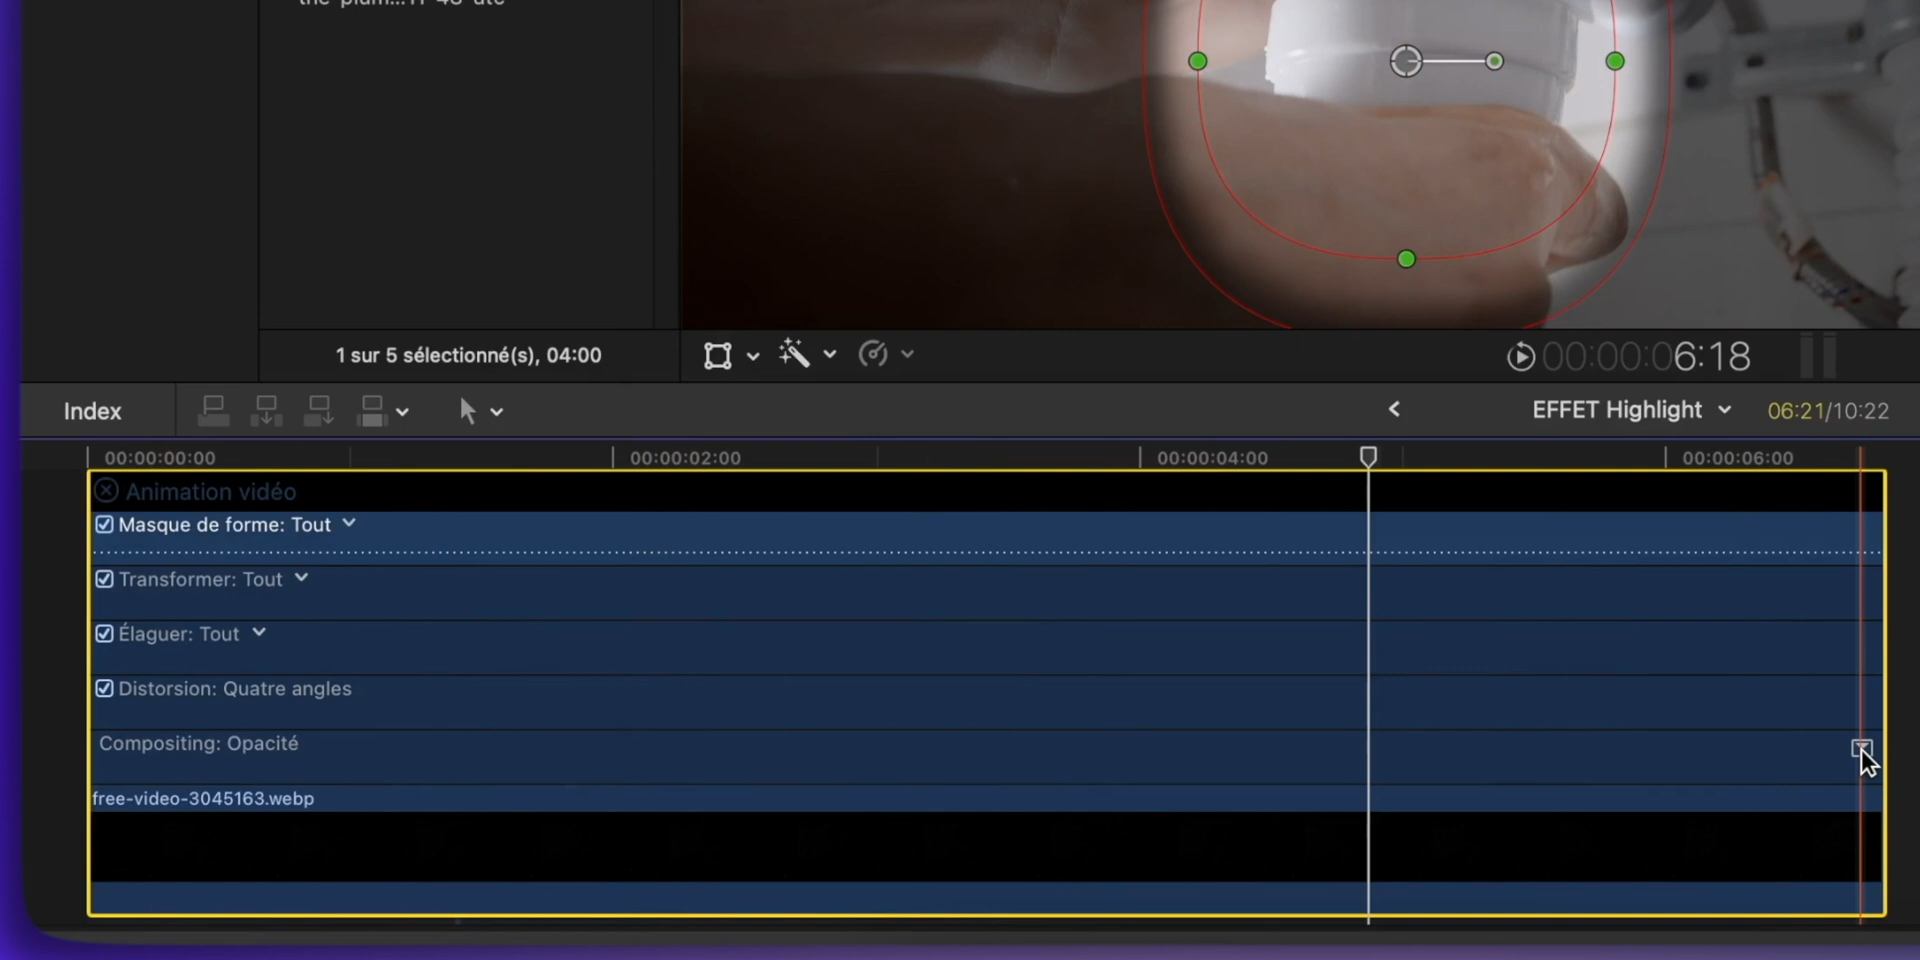 1 sur 5 sélectionné(s), 04:00
00:00:06:18
Index
EFFET Highlight
06:21/10:22
00:00:00:00
00:00:02:00
00:00:04:00
00:00:06:00
Animation vidéo
Masque de forme: Tout
Transformer: Tout
Élaguer: Tout
Distorsion: Quatre angles
Compositing: Opacité
free-video-3045163.webp